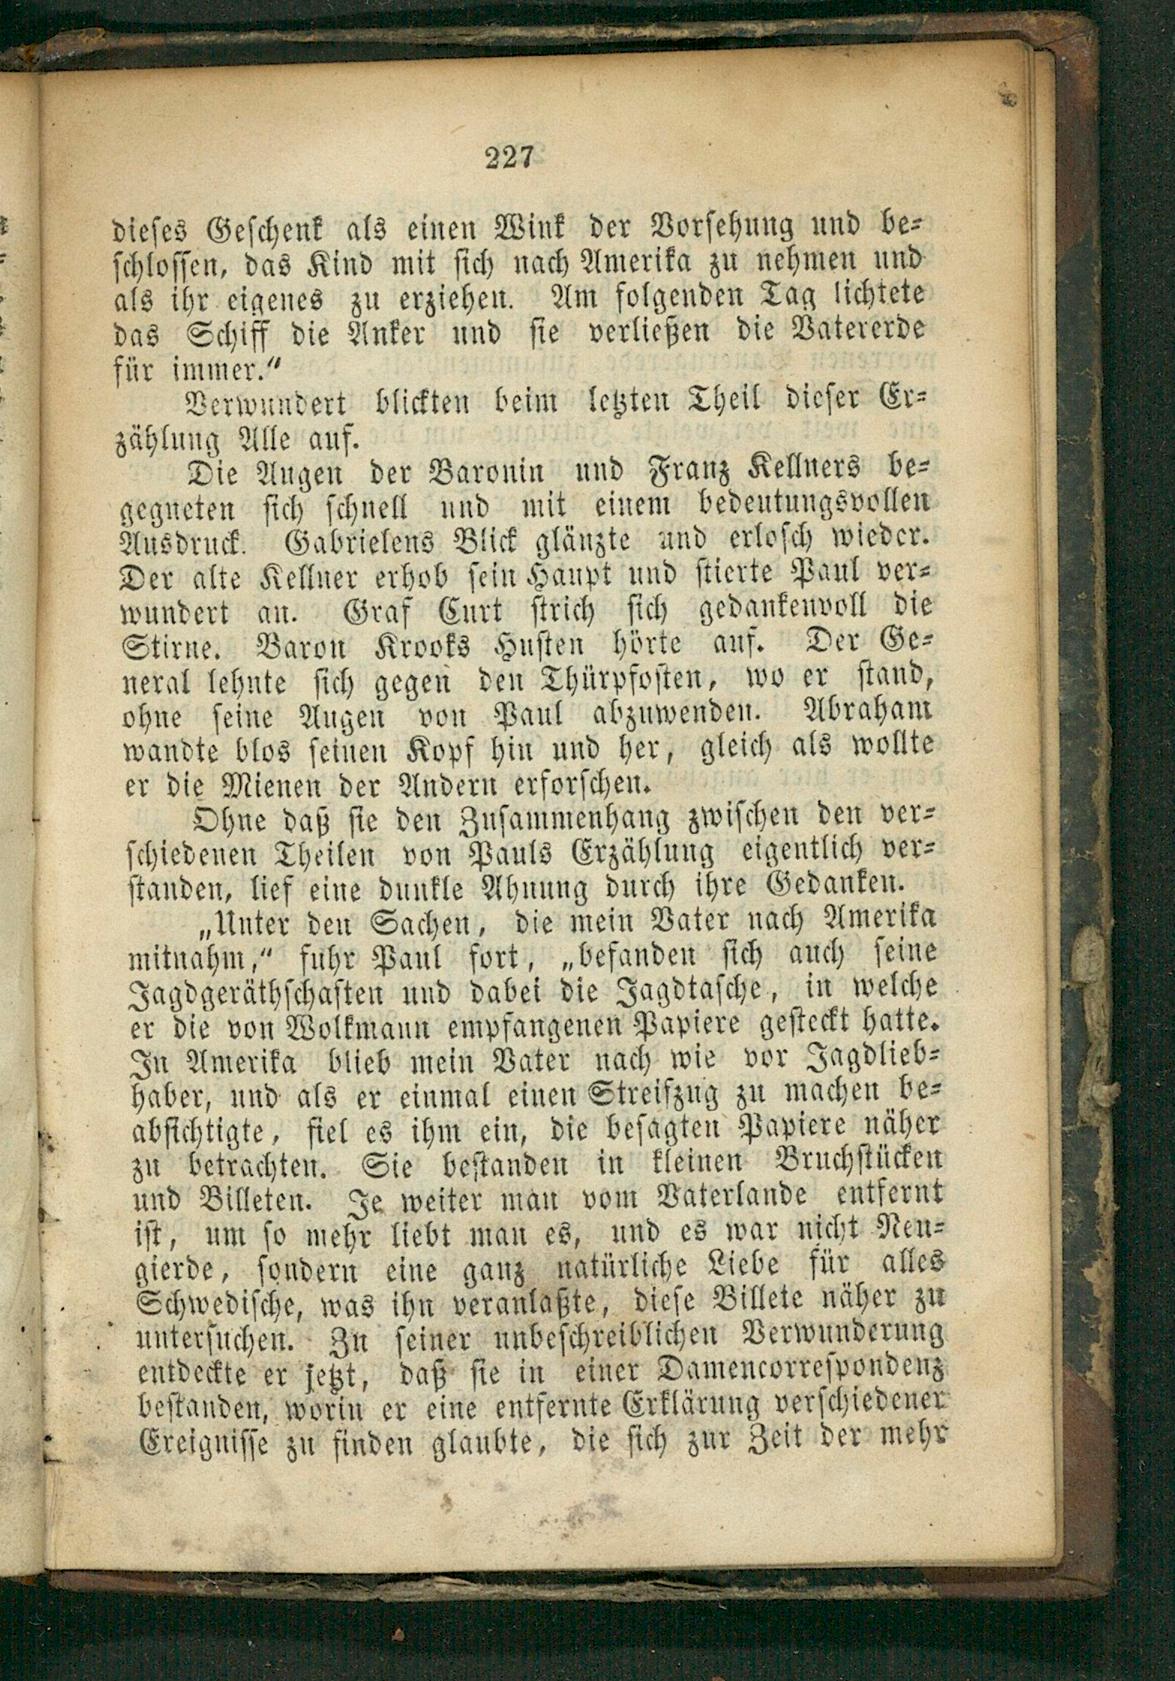 227
dieses Geschenk als einen Wink der Vorsehung und be-
schlossen, das Kind mit sich nach Amerika zu nehmen und
als ihr eigenes zu erziehen. Am folgenden Tag lichtete
das Schiff die Anker und sie verließen die Vatererde
für immer.“
Verwundert blickten beim letzten Theil dieser Er-
zählung Alle auf.
Die Augen der Baronin und Franz Kellners be-
gegneten sich schnell und mit einem bedeutungsvollen
Ausdruck. Gabrielens Blick glänzte und erlosch wieder.
Der alte Kellner erhob sein Haupt und stierte Paul ver-
wundert an. Graf Curt strich sich gedankenvoll die
Stirne. Baron Krooks Husten hörte auf. Der Ge-
neral lehnte sich gegen den Thürpfosten, wo er stand,
ohne seine Augen von Paul abzuwenden. Abraham
wandte blos seinen Kopf hin und her, gleich als wollte
er die Mienen der Andern erforschen.
Ohne daß sie den Zusammenhang zwischen den ver-
schiedenen Theilen von Pauls Erzählung eigentlich ver-
standen, lief eine dunkle Ahnung durch ihre Gedanken.
„Unter den Sachen, die mein Vater nach Amerika
mitnahm,“ fuhr Paul fort, „befanden sich auch seine
Jagdgeräthschaften und dabei die Jagdtasche, in welche
er die von Wolkmann empfangenen Papiere gesteckt hatte.
In Amerika blieb mein Vater nach wie vor Jagdlieb-
haber, und als er einmal einen Streifzug zu machen be-
absichtigte, fiel es ihm ein, die besagten Papiere näher
zu betrachten. Sie bestanden in kleinen Bruchstücken
und Billeten. Je weiter man vom Vaterlande entfernt
ist, um so mehr liebt man es, und es war nicht Neu-
gierde, sondern eine ganz natürliche Liebe für alles
Schwedische, was ihn veranlaßte, diese Billete näher zu
untersuchen. Zu seiner unbeschreiblichen Verwunderung
entdeckte er jetzt, daß sie in einer Damencorrespondenz
bestanden, worin er eine entfernte Erklärung verschiedener
Ereignisse zu finden glaubte, die sich zur Zeit der mehr